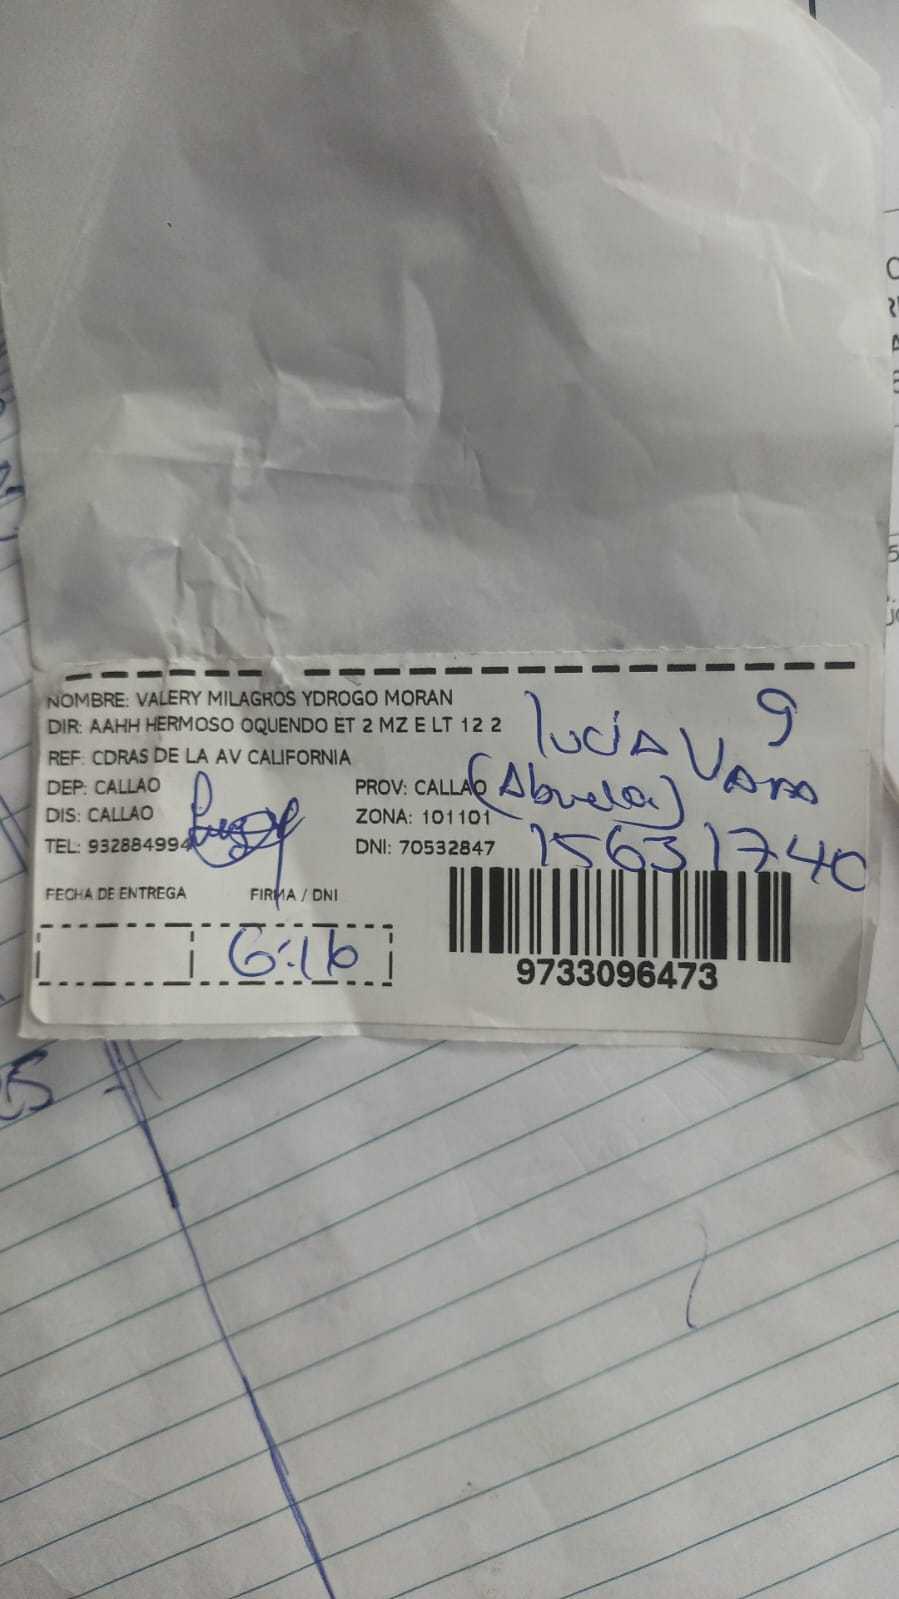 NOMBRE: VALERY MILAGROS YDROGO MORAN
9
DIR: AAHH HERMOSO OQUENDO ET 2 MZ E LT 12 2
lucia
REF: CDRAS DE LA AV CALIFORNIA
DEP: CALLAO PROV: CALLAO
(Abuela)
DIS: CALLAO ZONA: 101101
TEL: 932884994 DNI: 70532847
15631740
FECHA DE ENTREGA FIRMA / DNI
6:16
9733096473